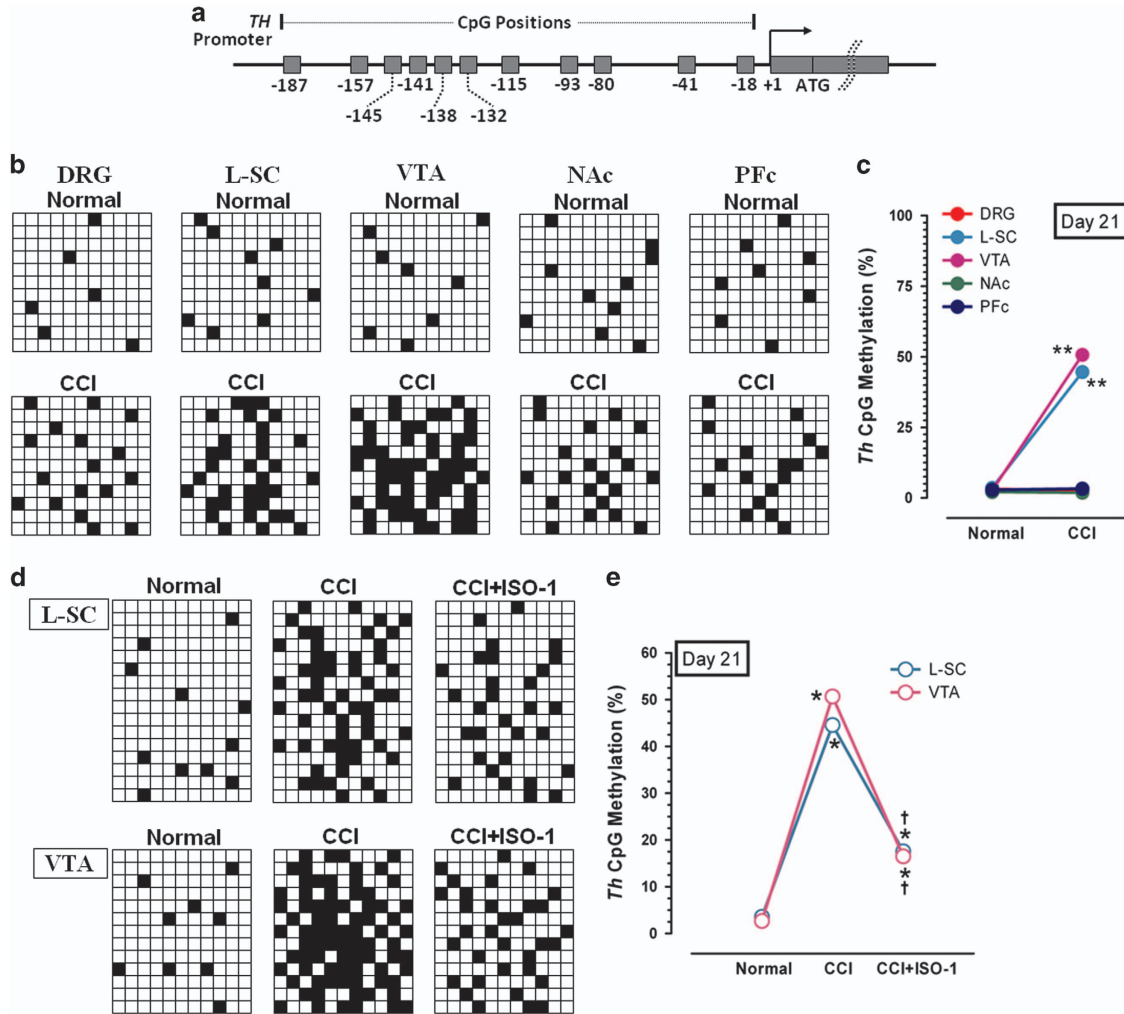 a
TH
Promoter
CpG Positions
-187
-157
-145
-141
-138
-132
-115
-93
-80
-41
-18
+1
ATG
b
DRG
L-SC
VTA
NAc
PFc
Normal
Normal
Normal
Normal
Normal
CCI
CCI
CCI
CCI
CCI
c
DRG
L-SC
VTA
NAc
PFc
Day 21
Th CpG Methylation (%)
100
75
50
25
0
**
**
Normal
CCI
d
L-SC
Normal
CCI
CCI+ISO-1
VTA
Normal
CCI
CCI+ISO-1
e
Day 21
L-SC
VTA
Th CpG Methylation (%)
60
50
40
30
20
10
0
*
*
†
*
*
†
Normal
CCI
CCI+ISO-1